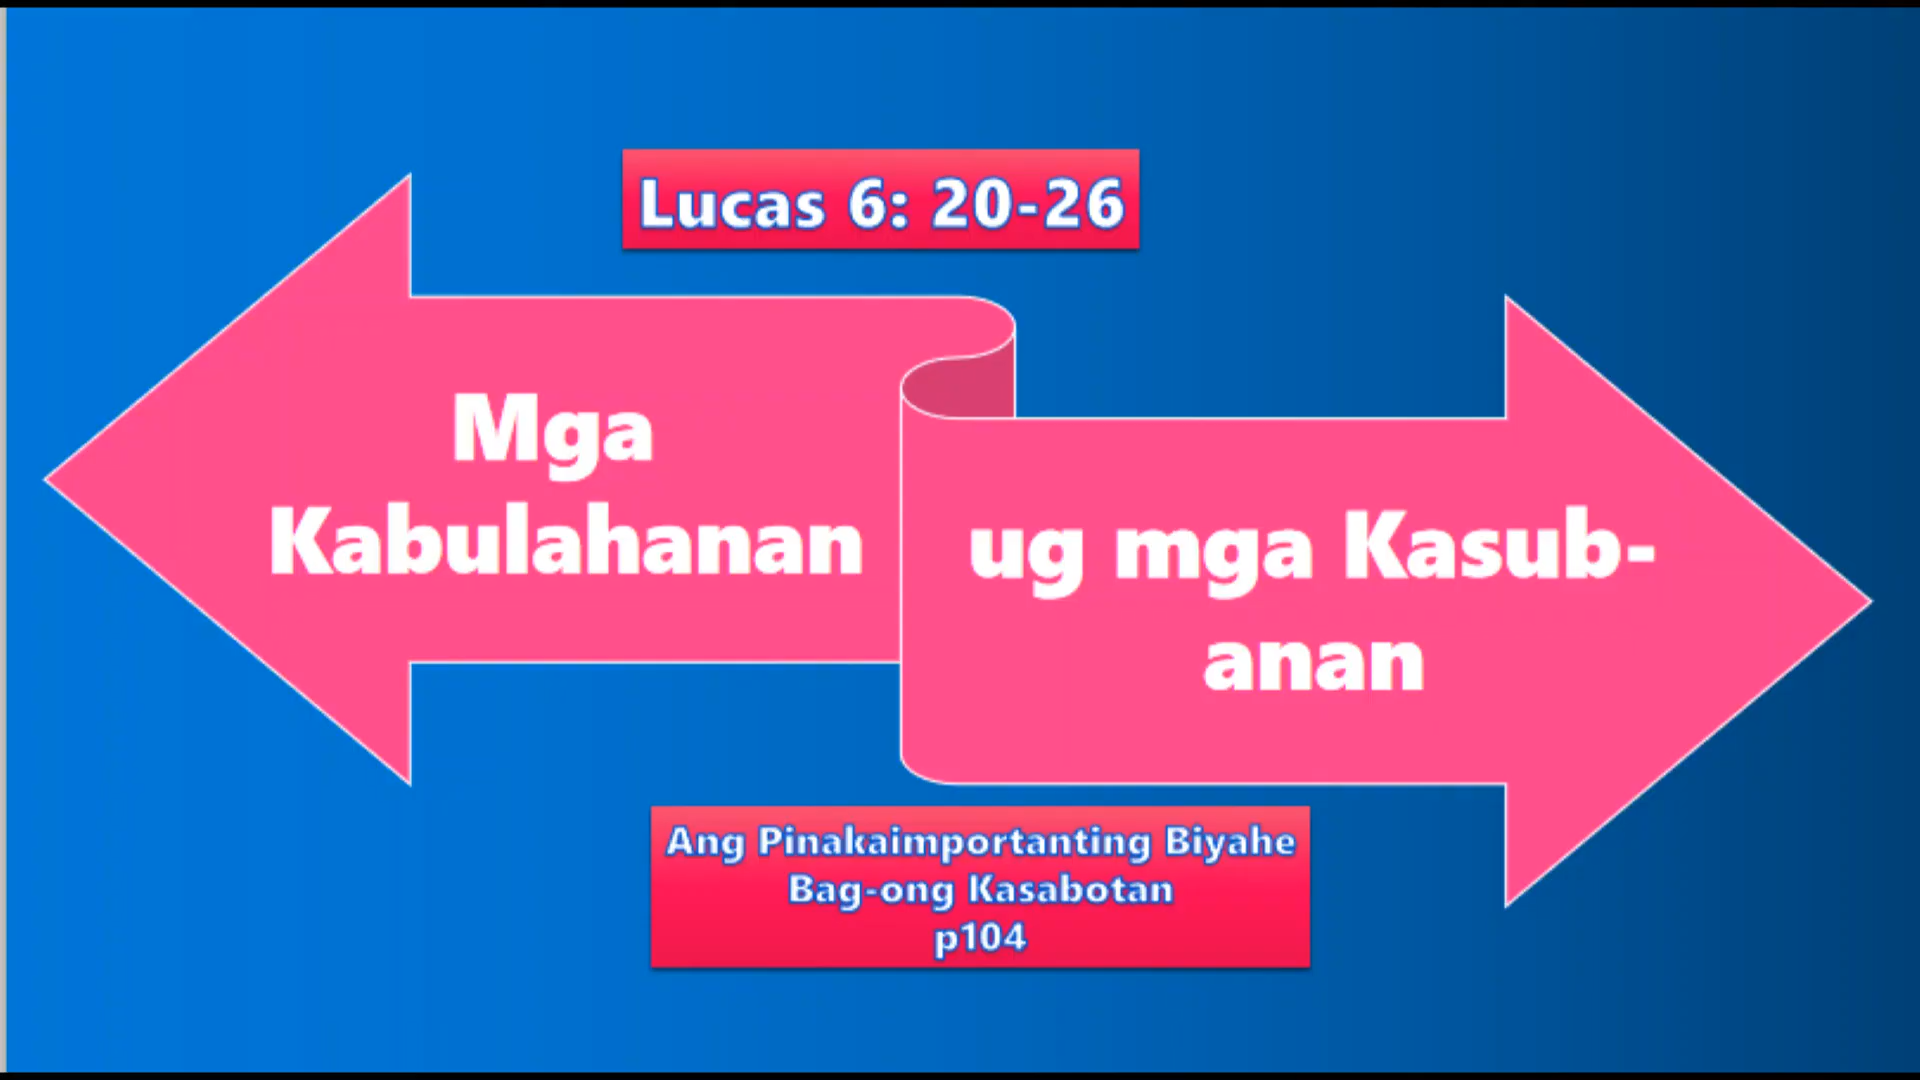 Lucas 6: 20-26
Mga
Kabulahanan
ug mga Kasub-
anan
Ang Pinakaimportanting Biyahe
Bag-ong Kasabotan
p104